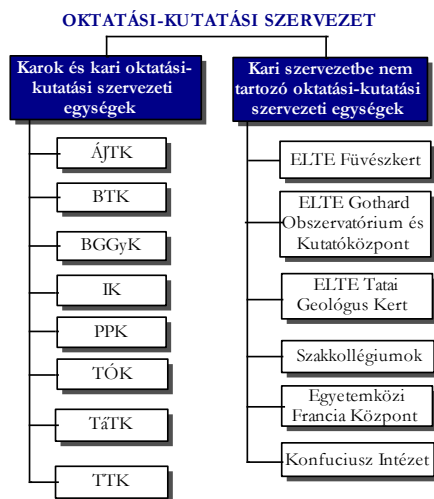 OKTATÁSI-KUTATÁSI SZERVEZET
Karok és kari oktatási-
kutatási szervezeti
egységek
ÁJTK
BTK
BGGyK
IK
PPK
TÓK
TáTK
TTK
Kari szervezetbe nem
tartozó oktatási-kutatási
szervezeti egységek
ELTE Füvészkert
ELTE Gothard
Obszervatórium és
Kutatóközpont
ELTE Tatai
Geológus Kert
Szakkollégiumok
Egyetemközi
Francia Központ
Konfuciusz Intézet